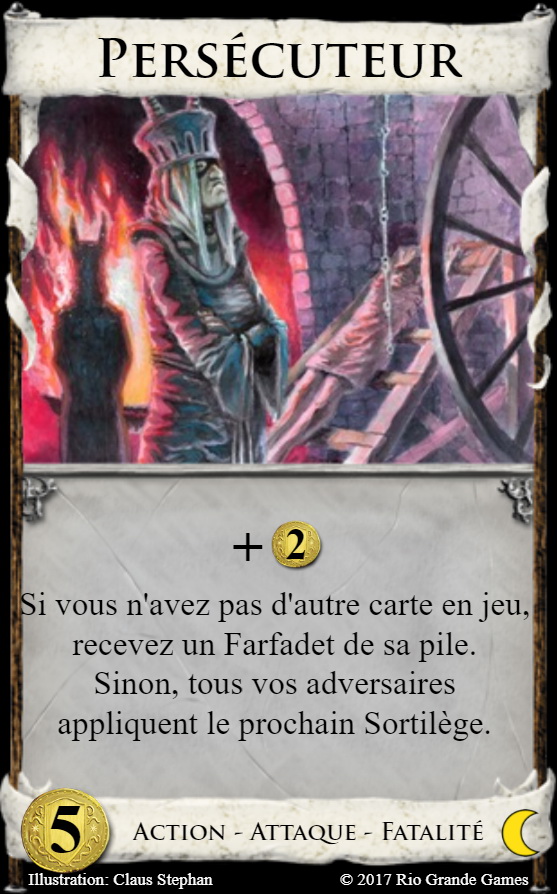 Persécuteur
+ 2
Si vous n'avez pas d'autre carte en jeu,
recevez un Farfadet de sa pile.
Sinon, tous vos adversaires
appliquent le prochain Sortilège.
5 Action - Attaque - Fatalité
Illustration: Claus Stephan © 2017 Rio Grande Games